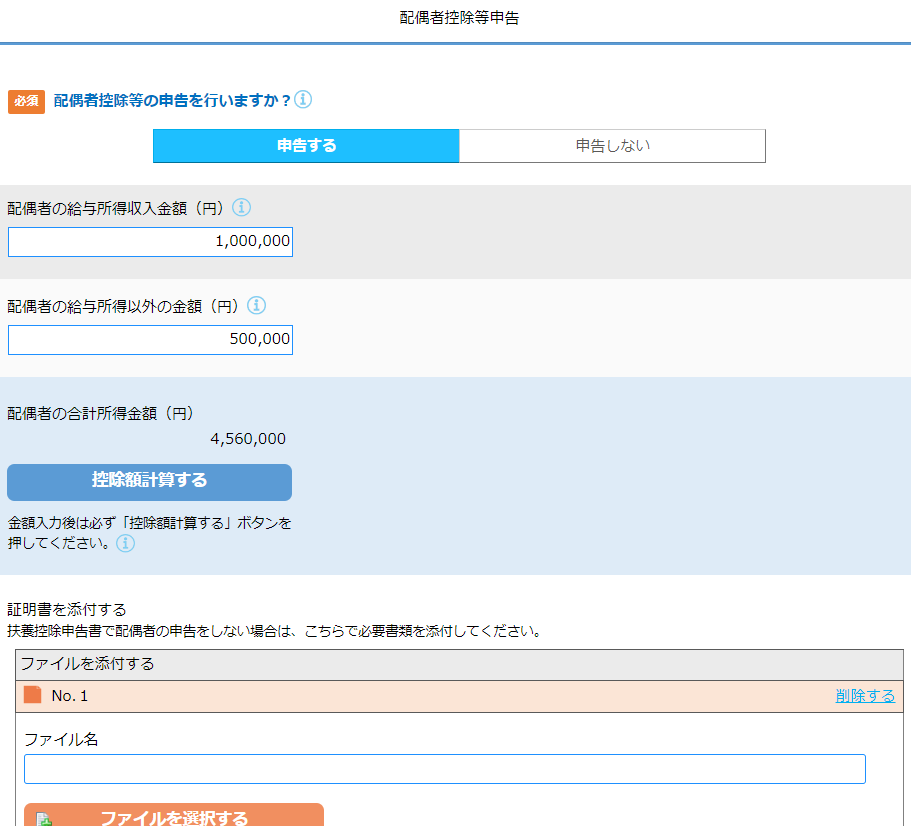 配偶者控除等申告
必須 配偶者控除等の申告を行いますか？
申告する 申告しない
配偶者の給与所得収入金額（円）
1,000,000
配偶者の給与所得以外の金額（円）
500,000
配偶者の合計所得金額（円）
4,560,000
控除額計算する
金額入力後は必ず「控除額計算する」ボタンを
押してください。
証明書を添付する
扶養控除申告書で配偶者の申告をしない場合は、こちらで必要書類を添付してください。
ファイルを添付する
No. 1 削除する
ファイル名
ファイルを選択する